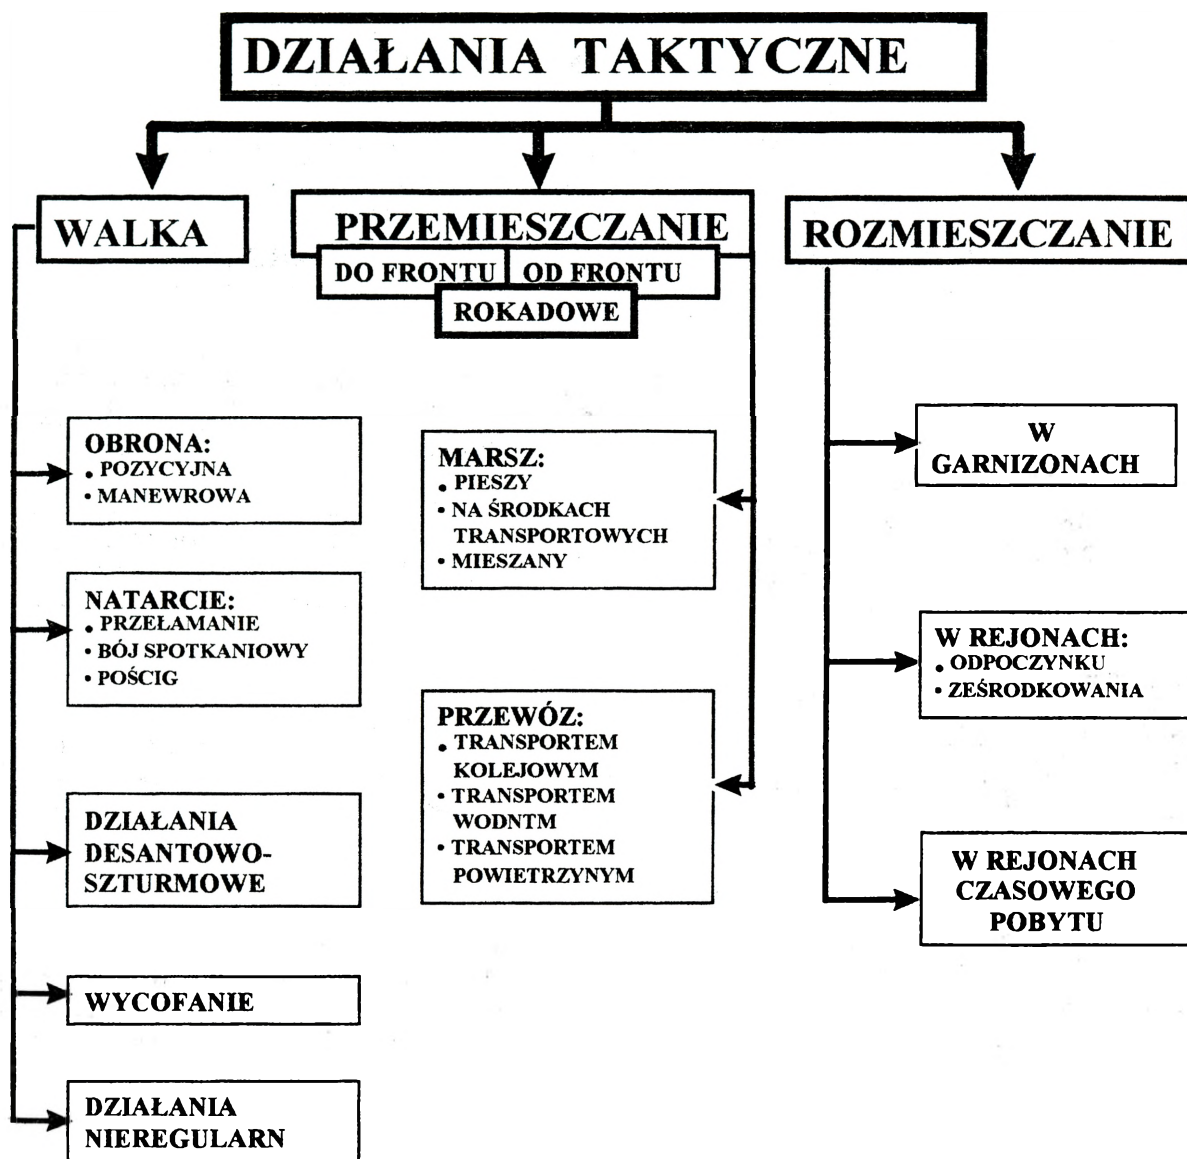 DZIAŁANIA TAKTYCZNE
WALKA
PRZEMIESZCZANIE
DO FRONTU
OD FRONTU
ROKADOWE
ROZMIESZCZANIE
OBRONA:
• POZYCYJNA
• MANEWROWA
NATARCIE:
• PRZEŁAMANIE
• BÓJ SPOTKANIOWY
• POŚCIG
DZIAŁANIA
DESANTOWO-
SZTURMOWE
WYCOFANIE
DZIAŁANIA
NIEREGULARN
MARSZ:
• PIESZY
• NA ŚRODKACH
TRANSPORTOWYCH
• MIESZANY
PRZEWÓZ:
• TRANSPORTEM
KOLEJOWYM
• TRANSPORTEM
WODNTM
• TRANSPORTEM
POWIETRZYNYM
W
GARNIZONACH
W REJONACH:
• ODPOCZYNKU
• ZEŚRODKOWANIA
W REJONACH
CZASOWEGO
POBYTU